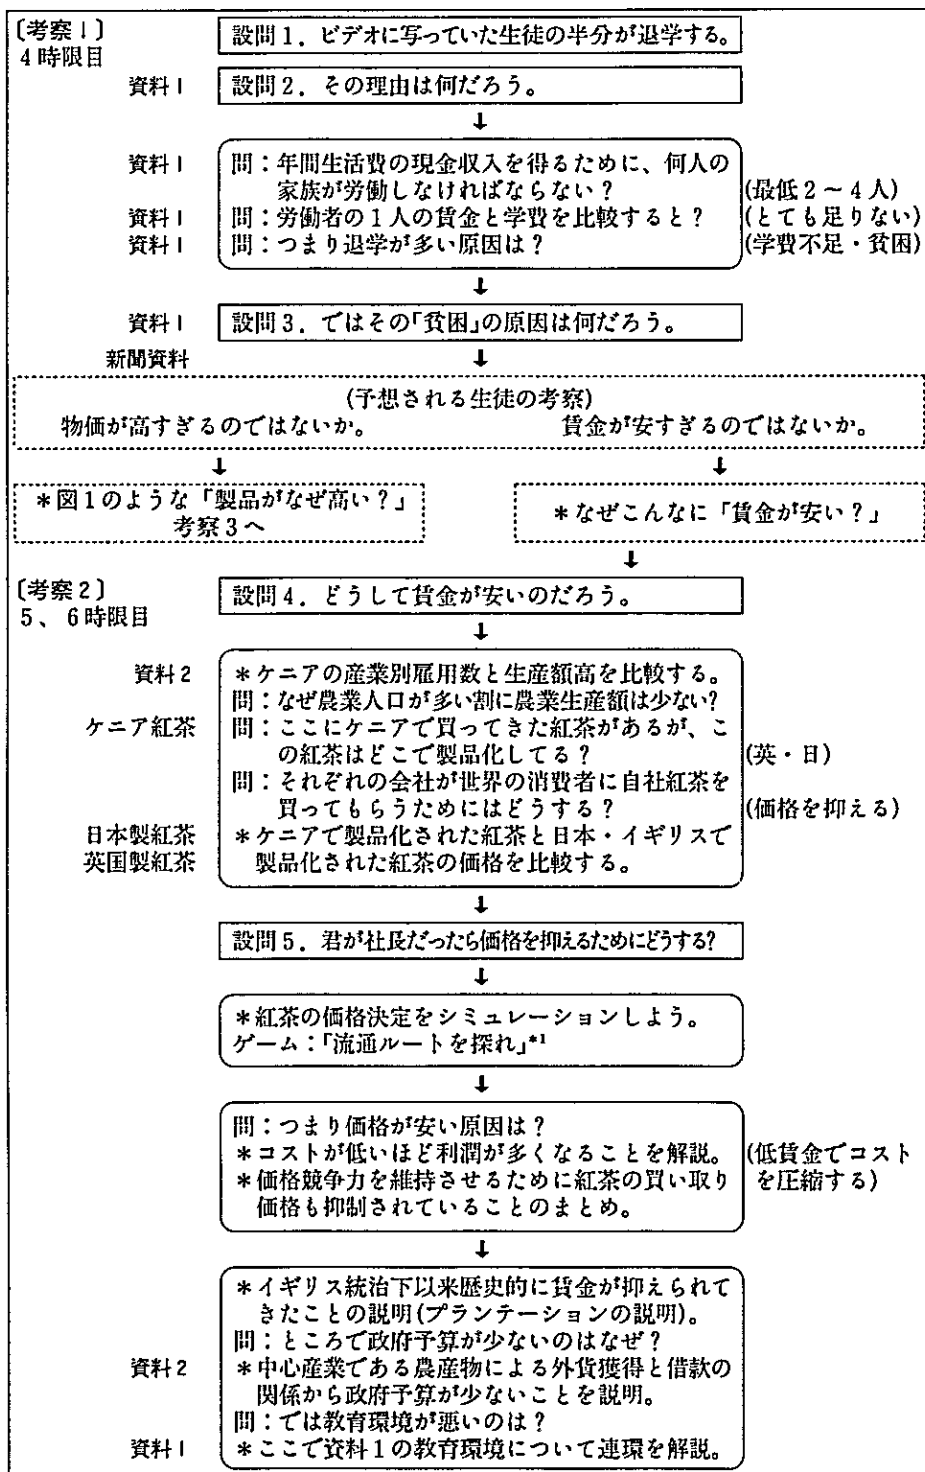 〔考察1〕
4時限目
設問1．ビデオに写っていた生徒の半分が退学する。
資料1
設問2．その理由は何だろう。
↓
資料1
問：年間生活費の現金収入を得るために、何人の
家族が労働しなければならない？
(最低2～4人)
資料1
問：労働者の1人の賃金と学費を比較すると？
(とても足りない)
資料1
問：つまり退学が多い原因は？
(学費不足・貧困)
↓
資料1
設問3．ではその「貧困」の原因は何だろう。
新聞資料
↓
(予想される生徒の考察)
物価が高すぎるのではないか。
賃金が安すぎるのではないか。
↓
↓
＊図1のような「製品がなぜ高い？」
考察3へ
＊なぜこんなに「賃金が安い？」
↓
〔考察2〕
5、6時限目
設問4．どうして賃金が安いのだろう。
↓
資料2
＊ケニアの産業別雇用数と生産額高を比較する。
問：なぜ農業人口が多い割に農業生産額は少ない?
ケニア紅茶
問：ここにケニアで買ってきた紅茶があるが、こ
の紅茶はどこで製品化してる？
(英・日)
問：それぞれの会社が世界の消費者に自社紅茶を
買ってもらうためにはどうする？
(価格を抑える)
日本製紅茶
英国製紅茶
＊ケニアで製品化された紅茶と日本・イギリスで
製品化された紅茶の価格を比較する。
↓
設問5．君が社長だったら価格を抑えるためにどうする?
↓
＊紅茶の価格決定をシミュレーションしよう。
ゲーム：「流通ルートを探れ」*1
↓
問：つまり価格が安い原因は？
＊コストが低いほど利潤が多くなることを解説。
(低賃金でコスト
を圧縮する)
＊価格競争力を維持させるために紅茶の買い取り
価格も抑制されていることのまとめ。
↓
＊イギリス統治下以来歴史的に賃金が抑えられて
きたことの説明(プランテーションの説明)。
問：ところで政府予算が少ないのはなぜ？
資料2
＊中心産業である農産物による外貨獲得と借款の
関係から政府予算が少ないことを説明。
問：では教育環境が悪いのは？
資料1
＊ここで資料1の教育環境について連環を解説。